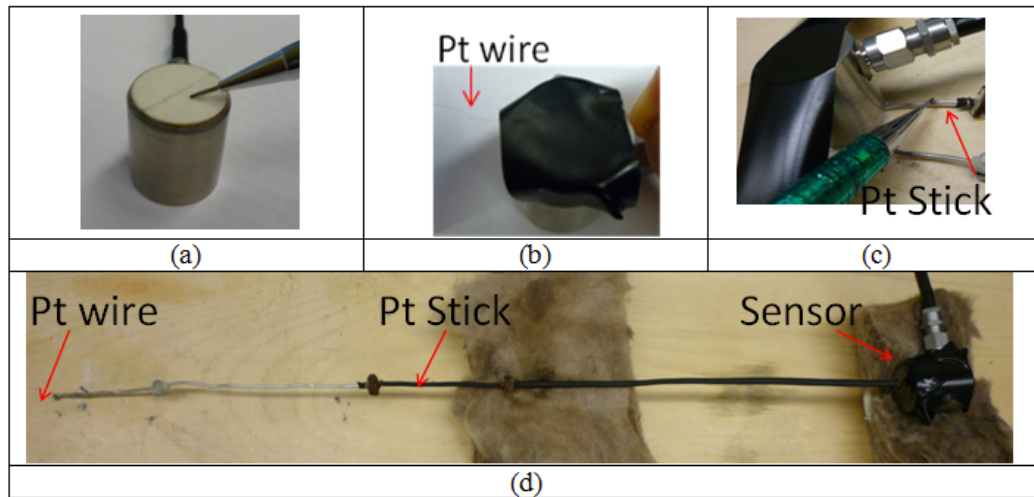 Pt wire
Pt Stick
(a)
(b)
(c)
Pt wire
Pt Stick
Sensor
(d)